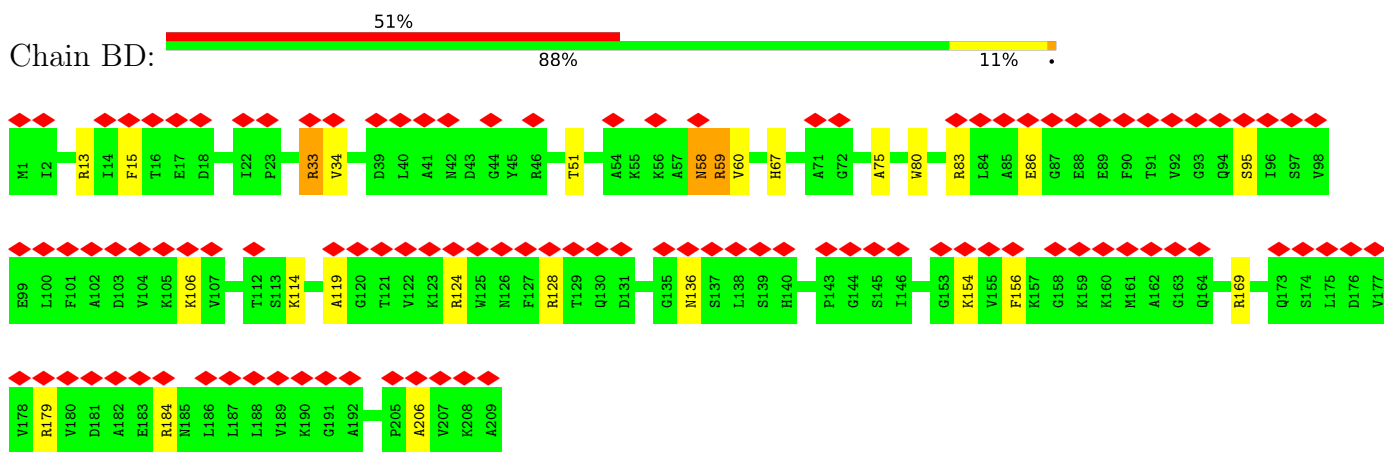 51%
Chain BD:
88% 11% •
M1 I2 R13 I14 F15 T16 E17 D18 I22 P23 R33 V34 D39 L40 A41 N42 D43 G44 Y45 R46 T51 A54 K55 K56 A57 N58 R59 V60 H67 A71 G72 A75 W80 R83 L84 A85 E86 G87 E88 E89 F90 T91 V92 G93 Q94 S95 I96 S97 V98
E99 L100 F101 A102 D103 V104 K105 K106 V107 T112 S113 K114 A119 G120 T121 V122 K123 R124 W125 N126 F127 R128 T129 Q130 D131 G135 N136 S137 L138 S139 H140 P143 G144 S145 I146 G153 K154 V155 F156 K157 G158 K159 K160 M161 A162 G163 Q164 R169 Q173 S174 L175 D176 V177
V178 R179 V180 D181 A182 E183 R184 N185 L186 L187 L188 V189 K190 G191 A192 P205 A206 V207 K208 A209